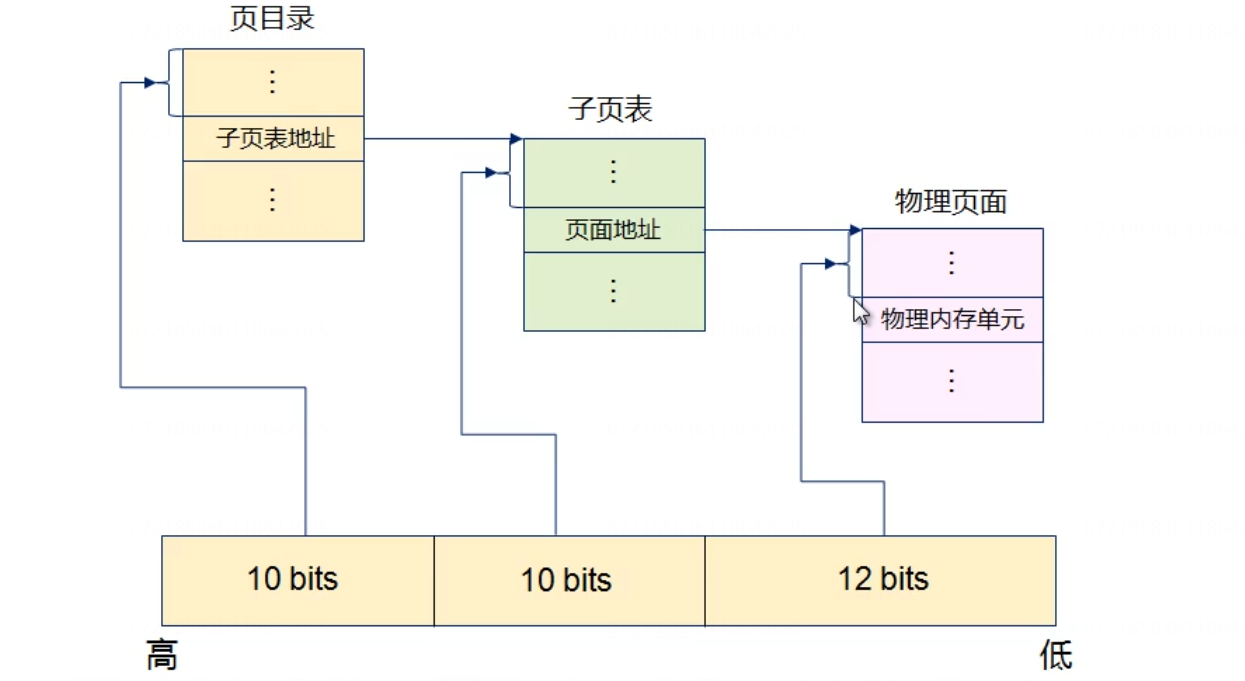 页目录
⋮
子页表地址
⋮
子页表
⋮
页面地址
⋮
物理页面
⋮
物理内存单元
⋮
10 bits
10 bits
12 bits
高
低